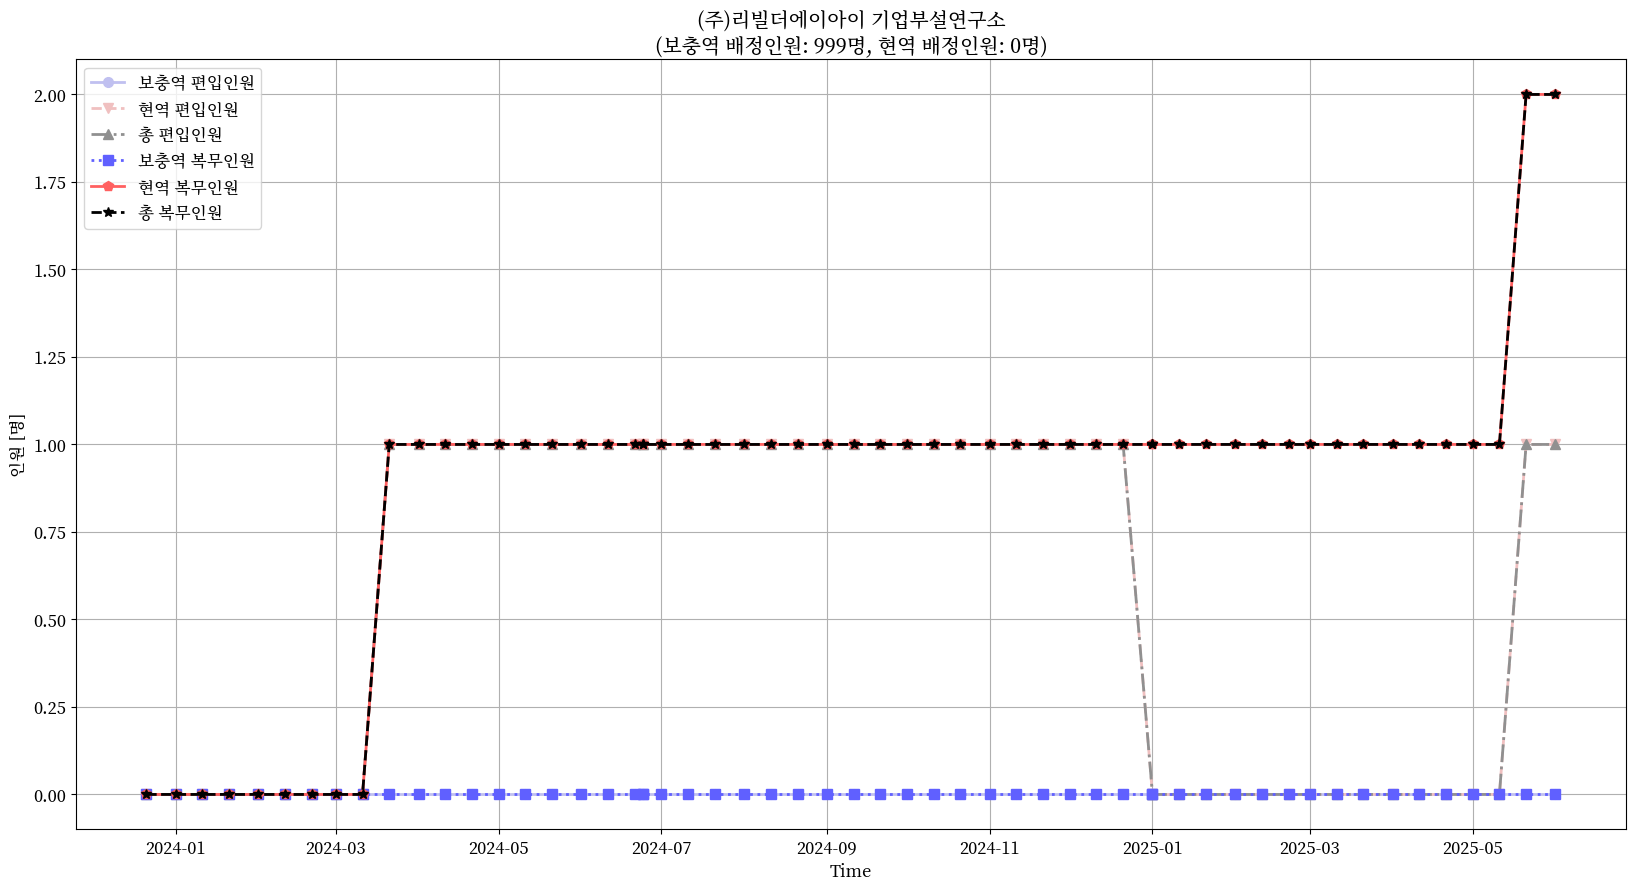 (주)리빌더에이아이 기업부설연구소
(보충역 배정인원: 999명, 현역 배정인원: 0명)
보충역 편입인원
현역 편입인원
총 편입인원
보충역 복무인원
현역 복무인원
총 복무인원
인원 [명]
2.00
1.75
1.50
1.25
1.00
0.75
0.50
0.25
0.00
2024-01 2024-03 2024-05 2024-07 2024-09 2024-11 2025-01 2025-03 2025-05
Time